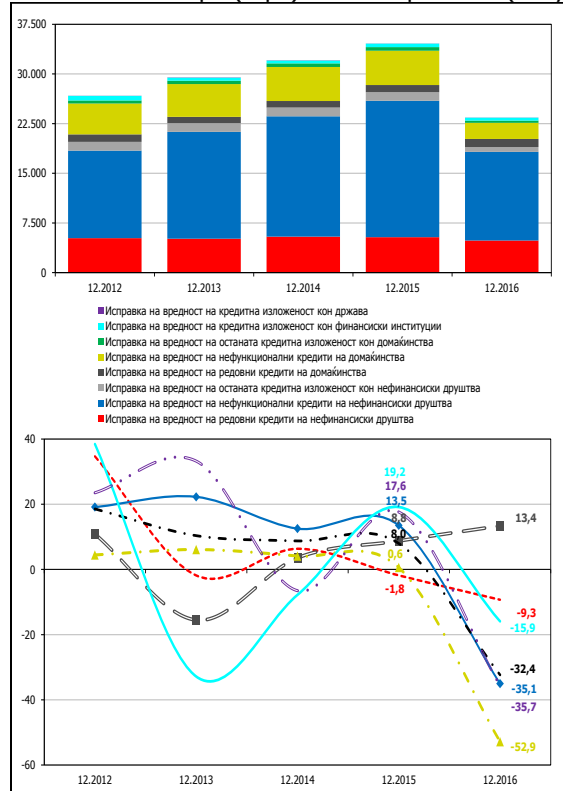 37.500
30.000
22.500
15.000
7.500
0
12.2012 12.2013 12.2014 12.2015 12.2016
Исправка на вредност на кредитна изложеност кон држава
Исправка на вредност на кредитна изложеност кон финансиски институции
Исправка на вредност на останата кредитна изложеност кон домаќинства
Исправка на вредност на нефункционални кредити на домаќинства
Исправка на вредност на редовни кредити на домаќинства
Исправка на вредност на останата кредитна изложеност кон нефинансиски друштва
Исправка на вредност на нефункционални кредити на нефинансиски друштва
Исправка на вредност на редовни кредити на нефинансиски друштва
40
20
0
-20
-40
-60
19,2
17,6
13,5
8,8
8,0
0,6
-1,8
13,4
-9,3
-15,9
-32,4
-35,1
-35,7
-52,9
12.2012 12.2013 12.2014 12.2015 12.2016